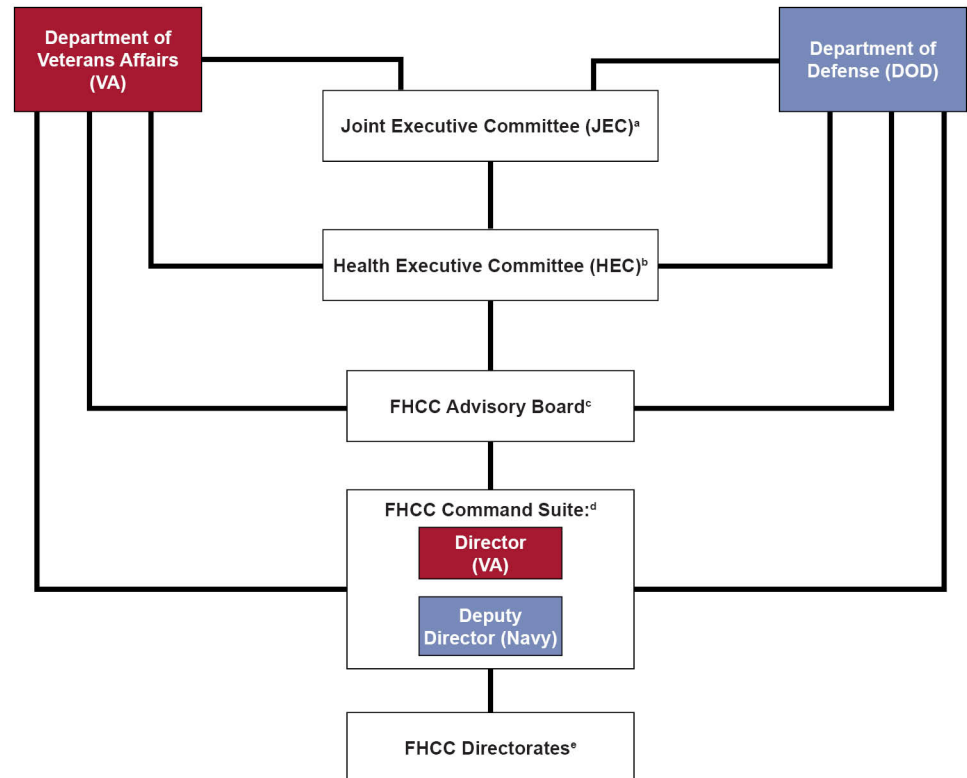 Department of
Veterans Affairs
(VA)
Department of
Defense (DOD)
Joint Executive Committee (JEC)ᵃ
Health Executive Committee (HEC)ᵇ
FHCC Advisory Boardᶜ
FHCC Command Suite:ᵈ
Director
(VA)
Deputy
Director (Navy)
FHCC Directoratesᵉ